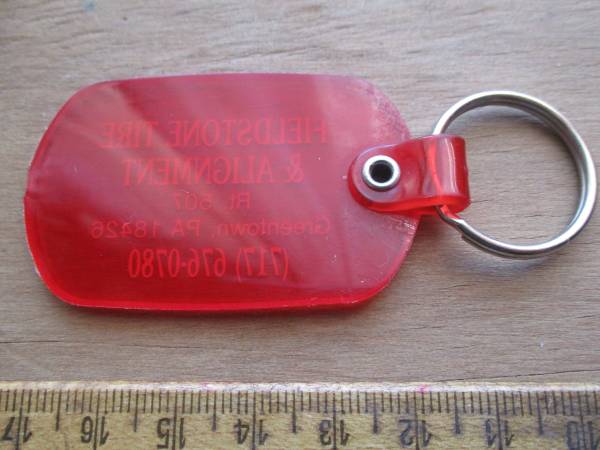 FIELDSTONE TIRE
& ALIGNMENT
Rt. 507
Greentown, PA 18426
(717) 676-0780
17 16 15 14 13 12 11 10